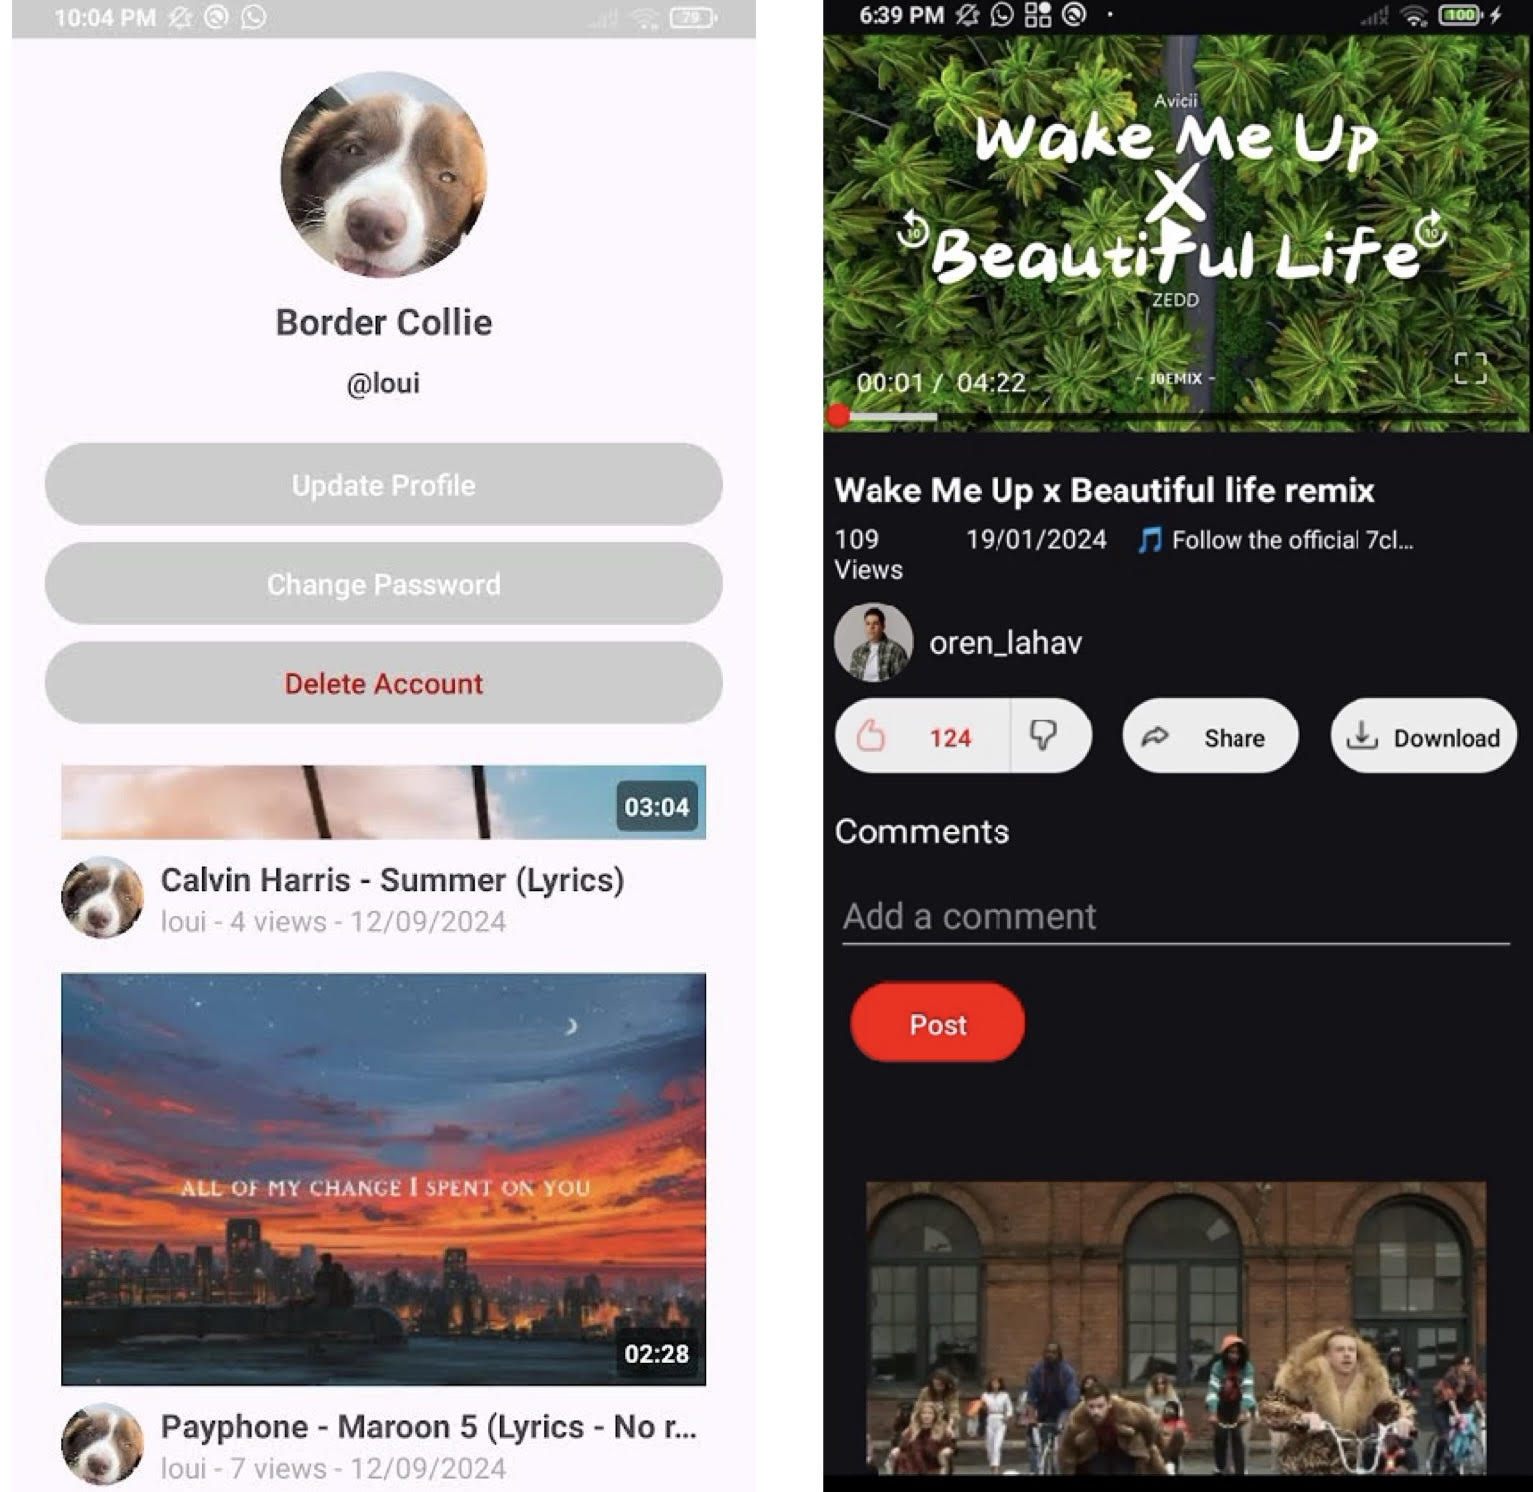 10:04 PM
79
Border Collie
@loui
Update Profile
Change Password
Delete Account
03:04
Calvin Harris - Summer (Lyrics)
loui - 4 views - 12/09/2024
ALL OF MY CHANGE I SPENT ON YOU
02:28
Payphone - Maroon 5 (Lyrics - No r...
loui - 7 views - 12/09/2024
6:39 PM
100
Avicii
Wake Me Up
X
10
10
Beautiful Life
ZEDD
00:01 / 04:22
- JOEMIX -
Wake Me Up x Beautiful life remix
109 Views
19/01/2024
🎵 Follow the official 7cl...
oren_lahav
124
Share
Download
Comments
Add a comment
Post